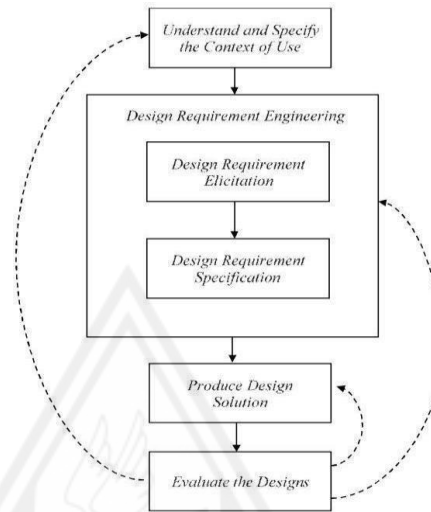 Understand and Specify
the Context of Use
Design Requirement Engineering
Design Requirement
Elicitation
Design Requirement
Specification
Produce Design
Solution
Evaluate the Designs